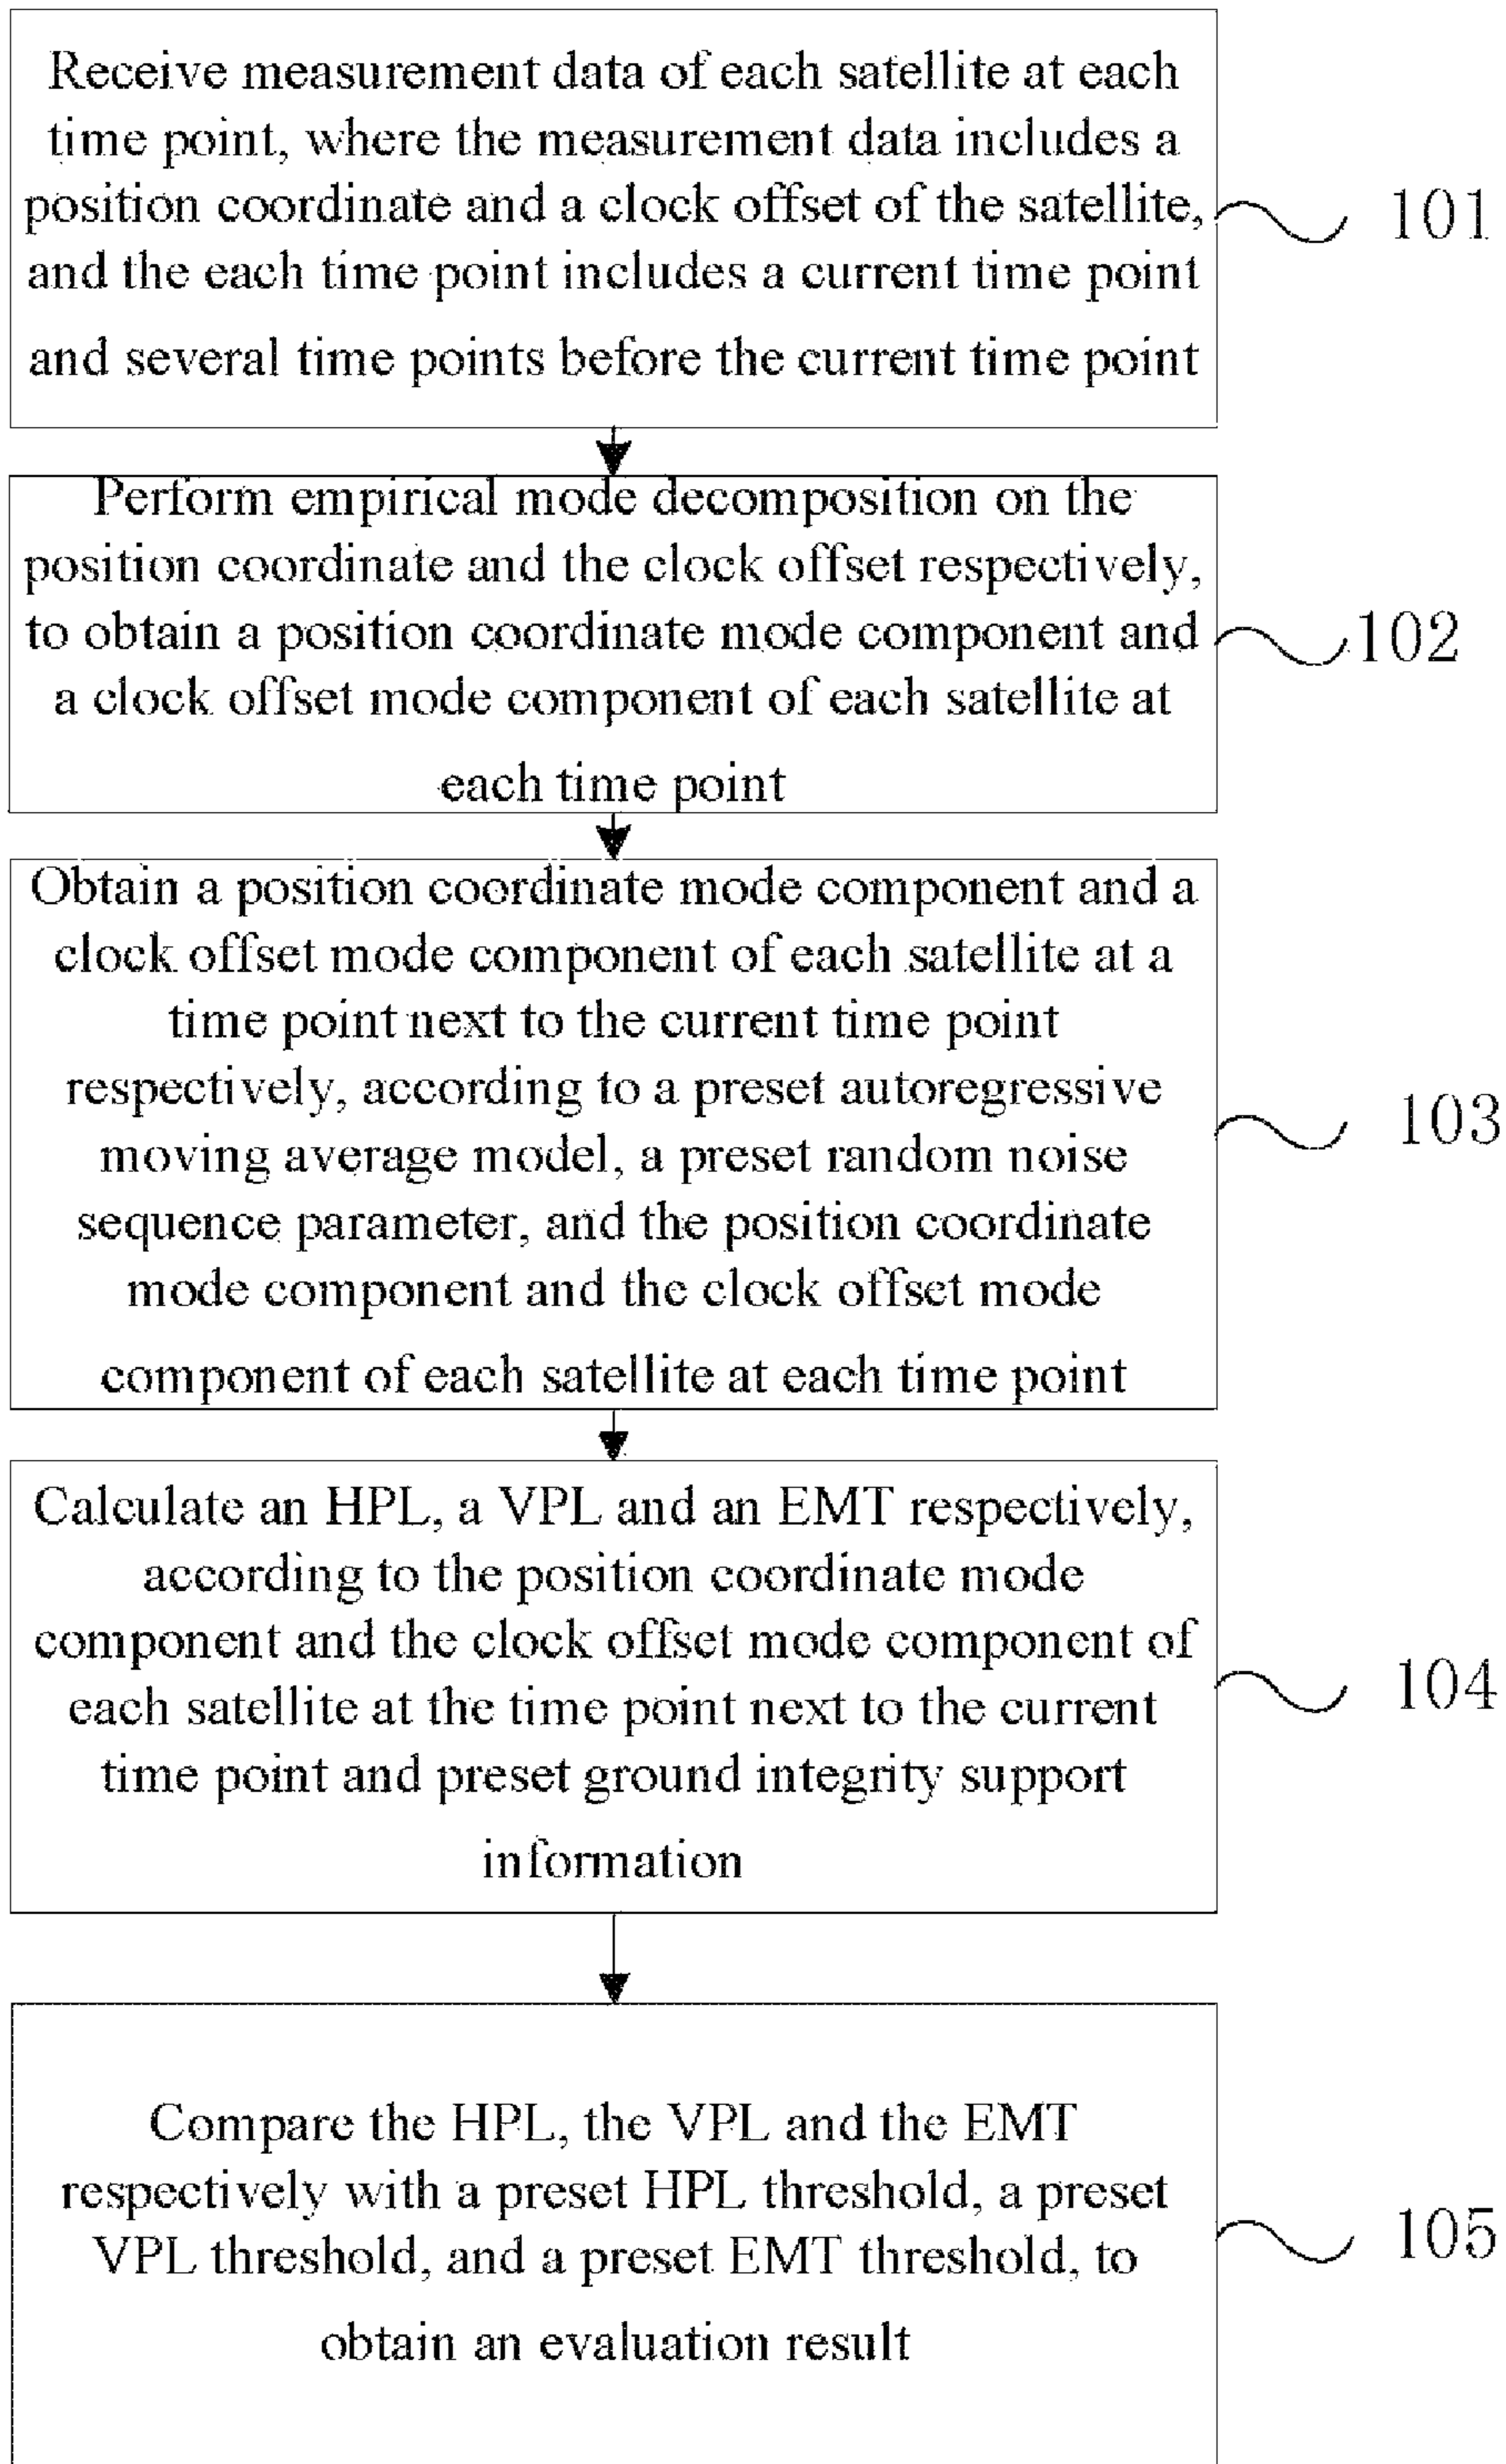 Receive measurement data of each satellite at each
time point, where the measurement data includes a
position coordinate and a clock offset of the satellite,
and the each time point includes a current time point
and several time points before the current time point
101
Perform empirical mode decomposition on the
position coordinate and the clock offset respectively,
to obtain a position coordinate mode component and
a clock offset mode component of each satellite at
each time point
102
Obtain a position coordinate mode component and a
clock offset mode component of each satellite at a
time point next to the current time point
respectively, according to a preset autoregressive
moving average model, a preset random noise
sequence parameter, and the position coordinate
mode component and the clock offset mode
component of each satellite at each time point
103
Calculate an HPL, a VPL and an EMT respectively,
according to the position coordinate mode
component and the clock offset mode component of
each satellite at the time point next to the current
time point and preset ground integrity support
information
104
Compare the HPL, the VPL and the EMT
respectively with a preset HPL threshold, a preset
VPL threshold, and a preset EMT threshold, to
obtain an evaluation result
105